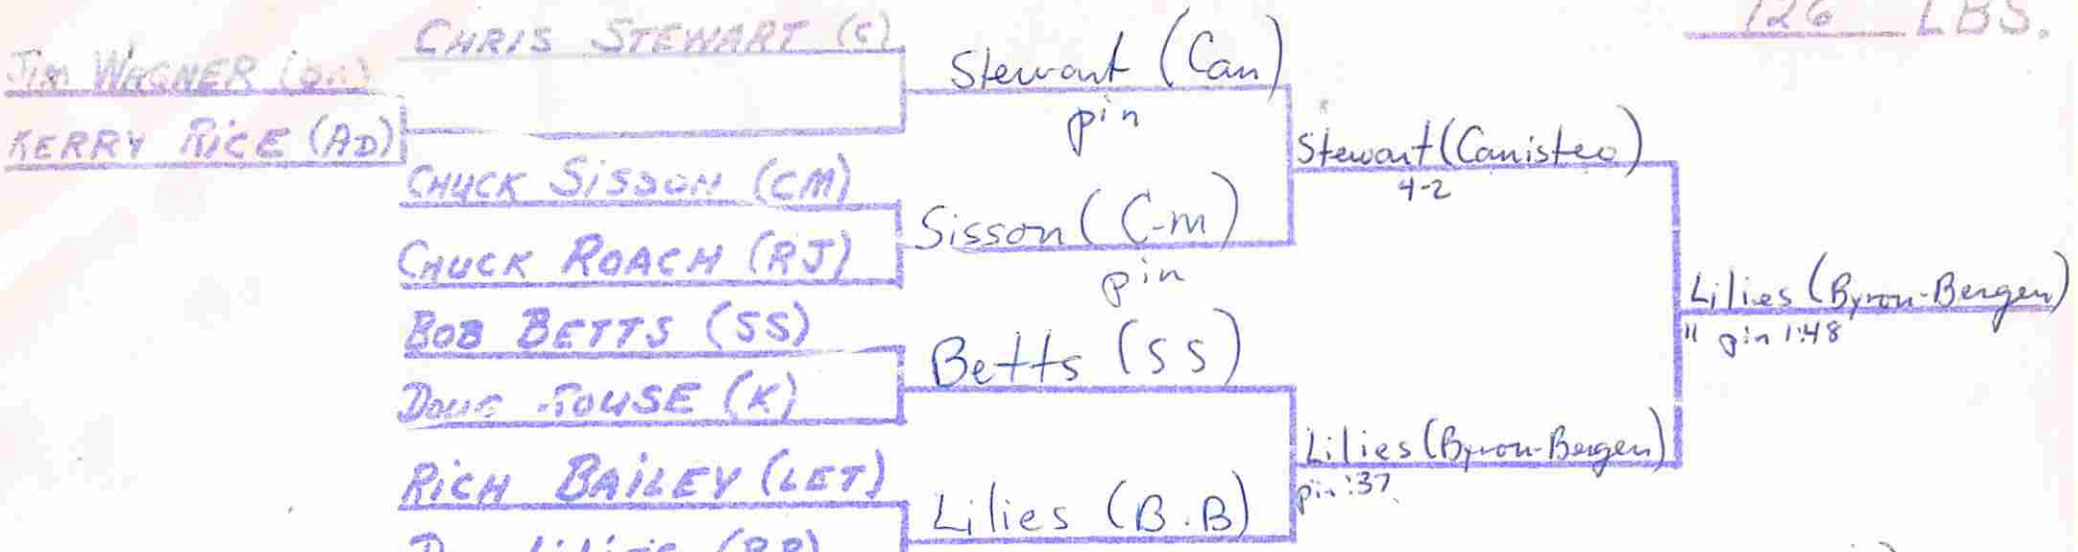 126 LBS.
CHRIS STEWART (C)
JIM WAGNER
KERRY RICE (AD)
CHUCK SISSON (CM)
CHUCK ROACH (RJ)
BOB BETTS (SS)
DOUG (K)
RICH BAILEY (LET)
(BB)
Stewart (Can)
pin
Sisson (C-M)
pin
Betts (SS)
Lilies (B.B)
Stewart (Canisteo)
4-2
Lilies (Byron-Bergen)
pin :37
Lilies (Byron-Bergen)
" pin 1:48